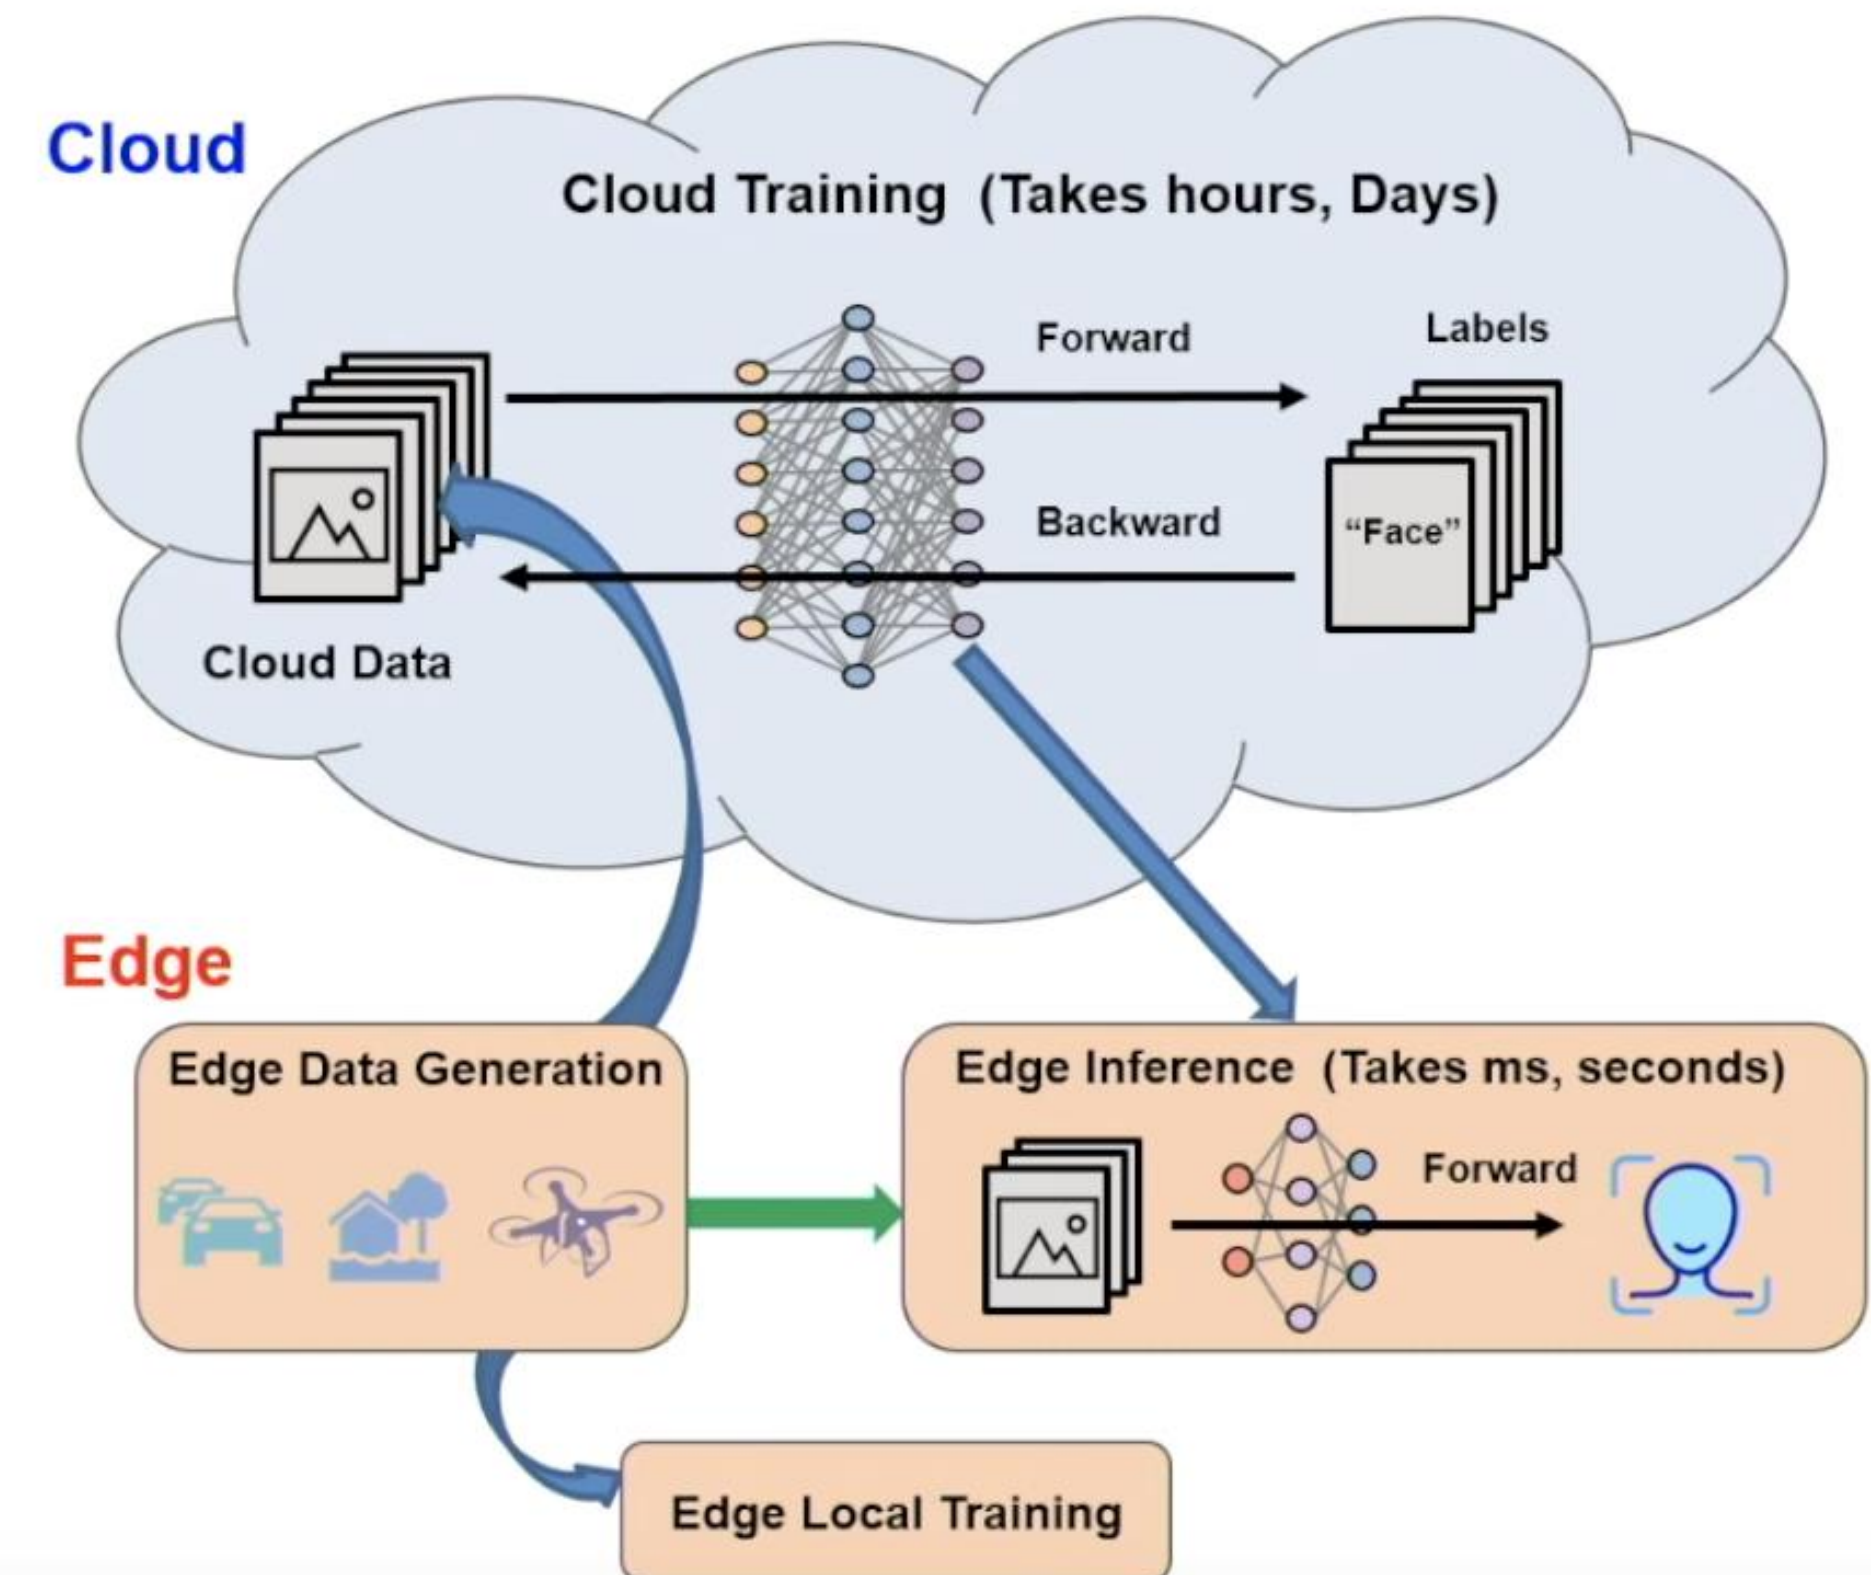 Cloud
Cloud Training (Takes hours, Days)
Forward
Labels
Backward
“Face”
Cloud Data
Edge
Edge Data Generation
Edge Inference (Takes ms, seconds)
Forward
Edge Local Training